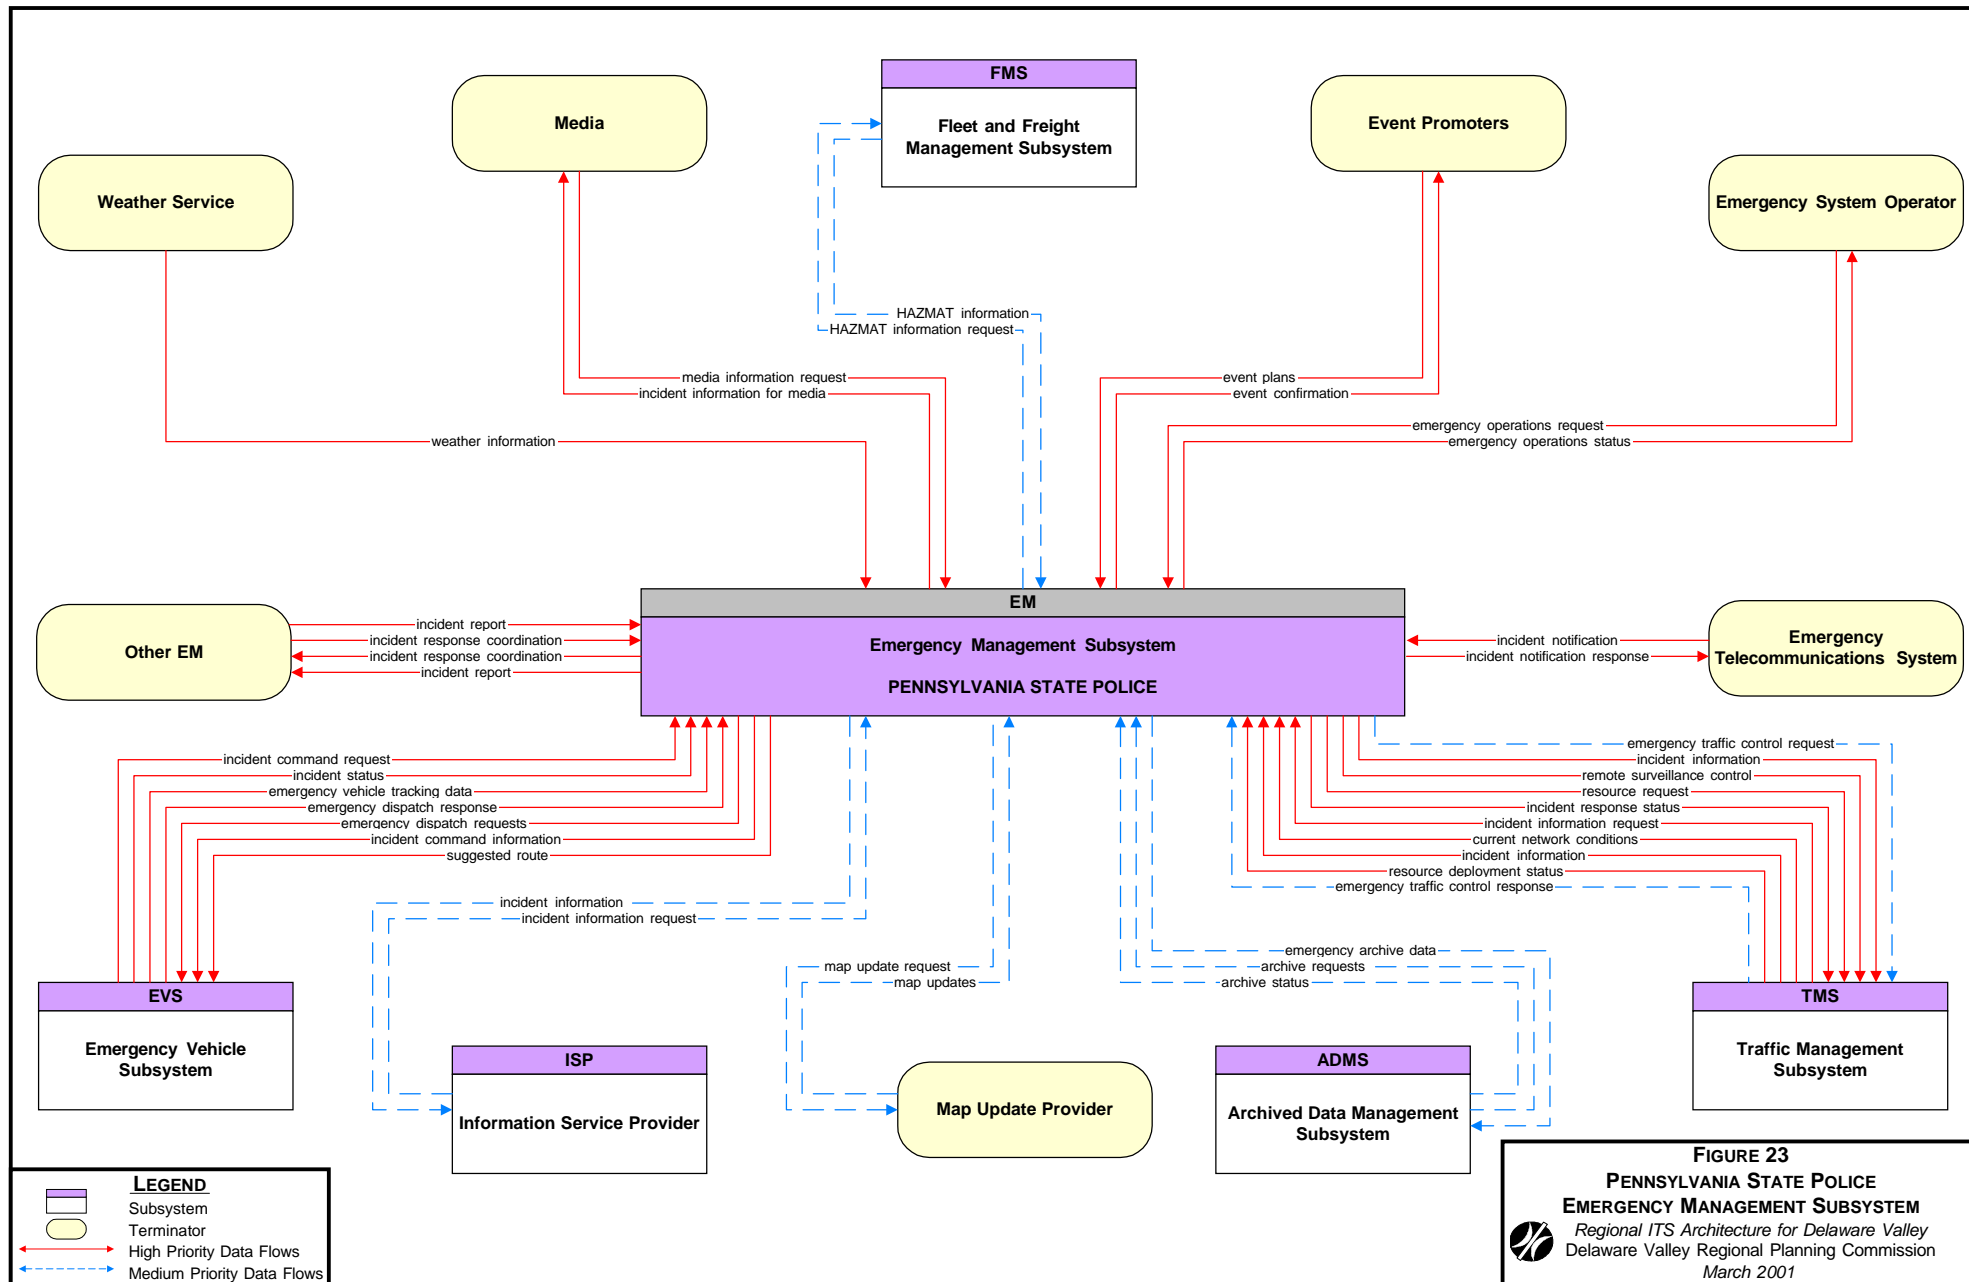 FMS
Fleet and Freight
Management Subsystem
Media
Event Promoters
Weather Service
Emergency System Operator
HAZMAT information
HAZMAT information request
media information request
incident information for media
event plans
event confirmation
weather information
emergency operations request
emergency operations status
EM
Emergency Management Subsystem
PENNSYLVANIA STATE POLICE
Other EM
incident report
incident response coordination
incident response coordination
incident report
incident notification
incident notification response
Emergency
Telecommunications System
incident command request
incident status
emergency vehicle tracking data
emergency dispatch response
emergency dispatch requests
incident command information
suggested route
emergency traffic control request
incident information
remote surveillance control
resource request
incident response status
incident information request
current network conditions
incident information
resource deployment status
emergency traffic control response
incident information
incident information request
map update request
map updates
emergency archive data
archive requests
archive status
EVS
Emergency Vehicle
Subsystem
ISP
Information Service Provider
Map Update Provider
ADMS
Archived Data Management
Subsystem
TMS
Traffic Management
Subsystem
LEGEND
Subsystem
Terminator
High Priority Data Flows
Medium Priority Data Flows
FIGURE 23
PENNSYLVANIA STATE POLICE
EMERGENCY MANAGEMENT SUBSYSTEM
Regional ITS Architecture for Delaware Valley
Delaware Valley Regional Planning Commission
March 2001